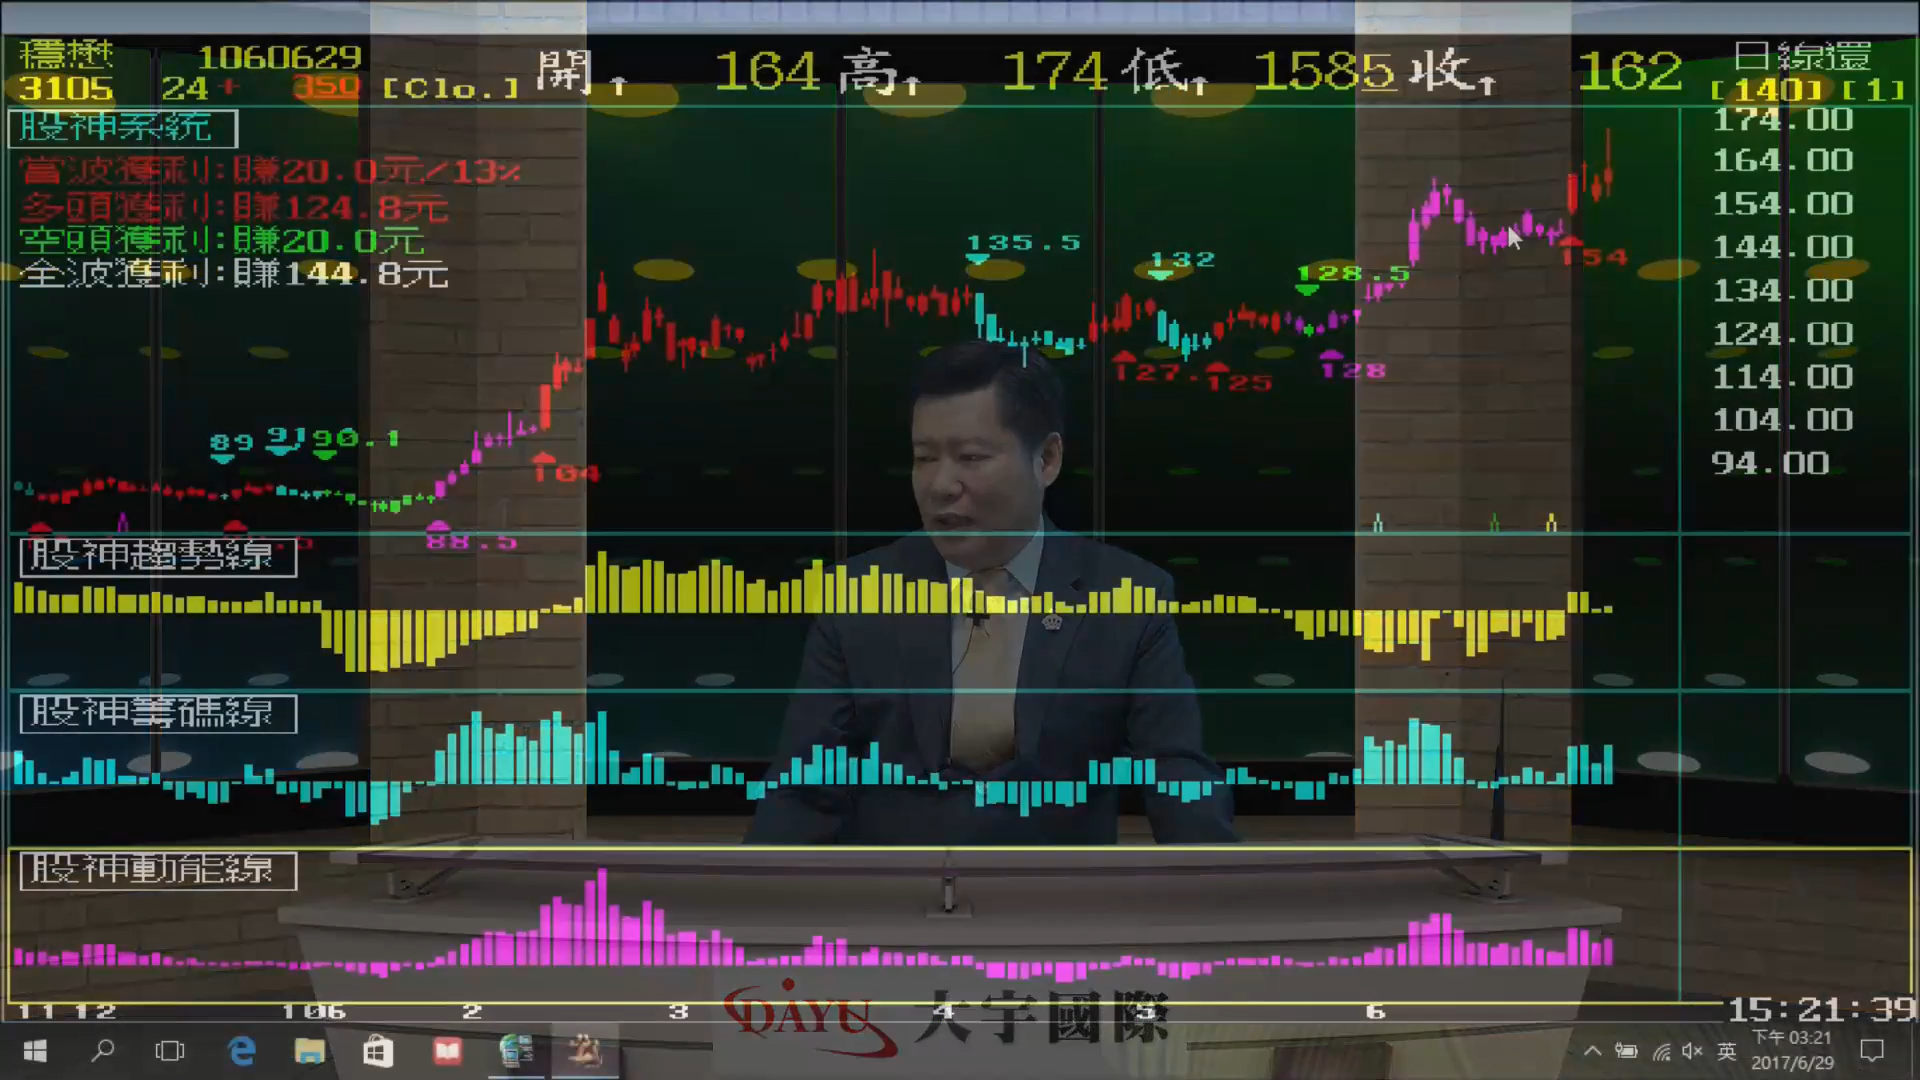 穩懋 1060629
3105 24+ 350 [Clo.] 開↑ 164 高↑ 174 低↑ 1585 收↑ 162 日線還
[140] [1]
股神系統
當波獲利:賺20.0元/13%
多頭獲利:賺124.8元
空頭獲利:賺20.0元
全波獲利:賺144.8元
174.00
164.00
154.00
144.00
134.00
124.00
114.00
104.00
94.00
135.5
132
128.5
154
127.
125
128
89
91
90.1
104
88.5
股神趨勢線
股神籌碼線
股神動能線
11 12 106 2 3 4 5 6
15:21:39
DAYU 大宇國際
英
下午 03:21
2017/6/29